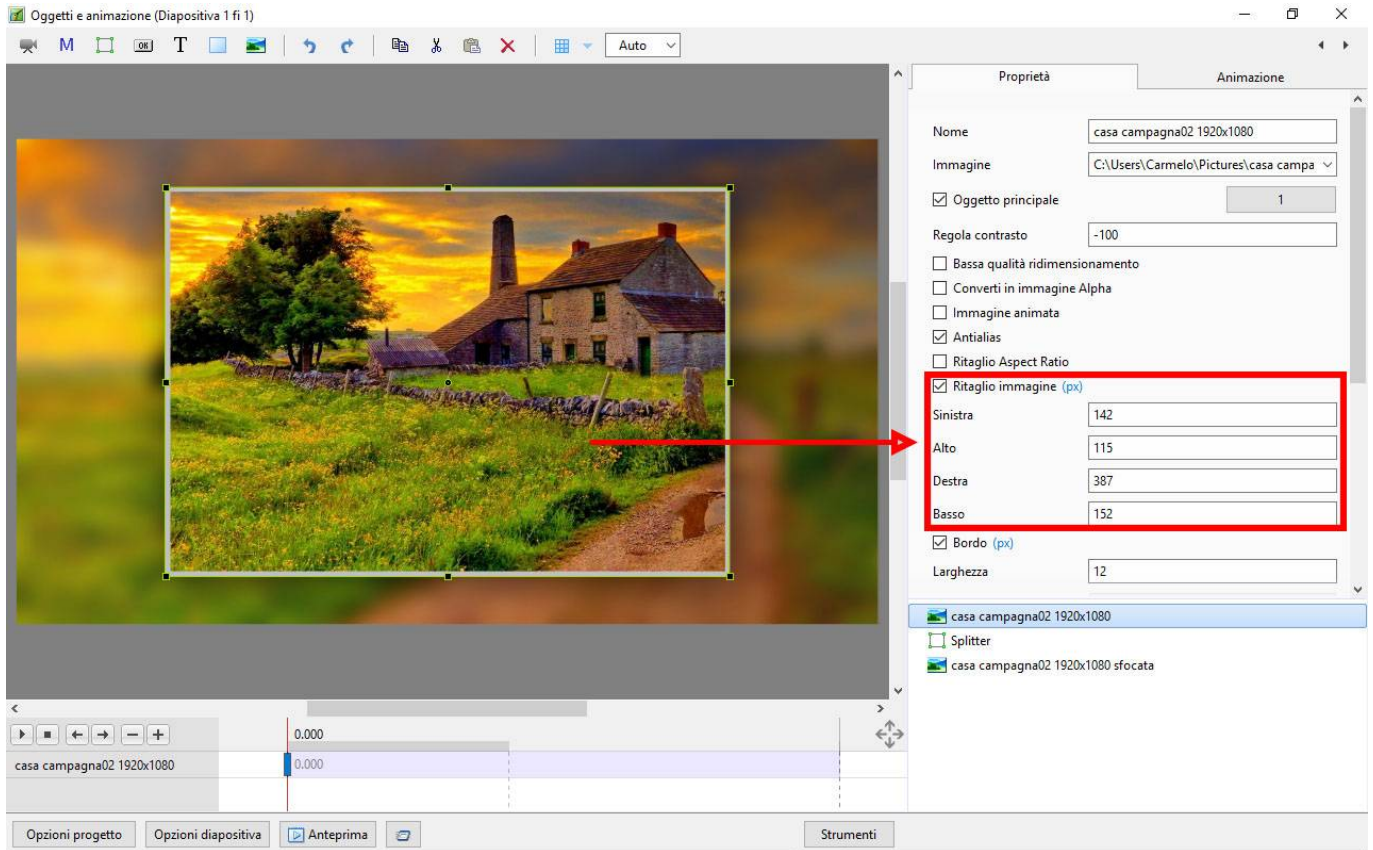 Oggetti e animazione (Diapositiva 1 fi 1)
M OK T Auto
Proprietà Animazione
Nome casa campagna02 1920x1080
Immagine C:\Users\Carmelo\Pictures\casa campa
Oggetto principale 1
Regola contrasto -100
Bassa qualità ridimensionamento
Converti in immagine Alpha
Immagine animata
Antialias
Ritaglio Aspect Ratio
Ritaglio immagine (px)
Sinistra 142
Alto 115
Destra 387
Basso 152
Bordo (px)
Larghezza 12
casa campagna02 1920x1080
Splitter
casa campagna02 1920x1080 sfocata
0.000
casa campagna02 1920x1080 0.000
Opzioni progetto Opzioni diapositiva Anteprima Strumenti